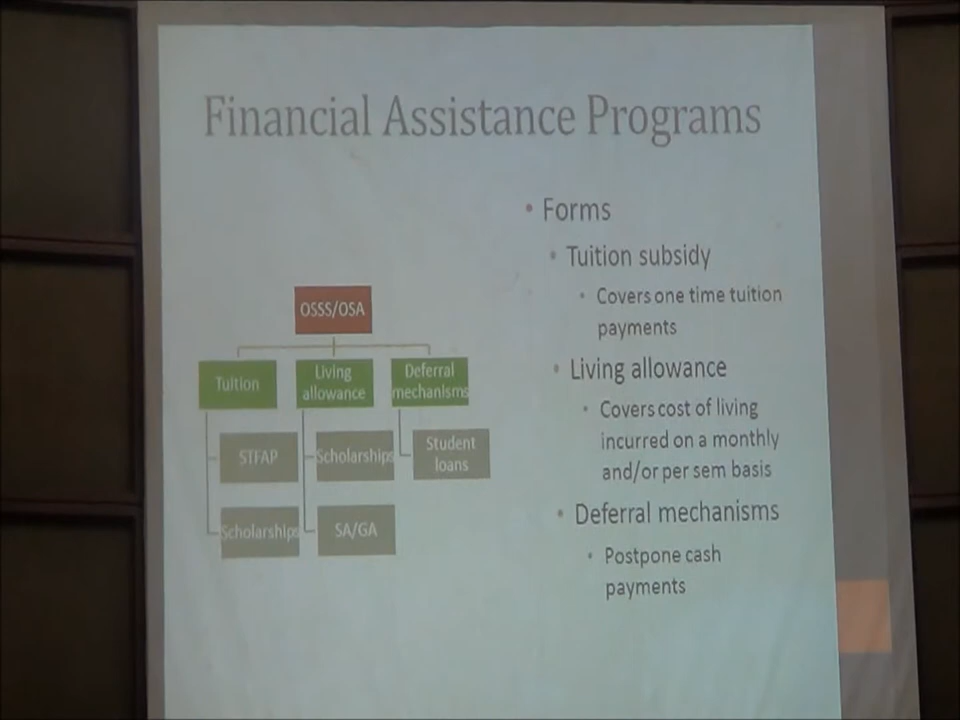 Financial Assistance Programs
OSSS/OSA
Tuition
Living
allowance
Deferral
mechanisms
STFAP
Scholarships
Student
loans
Scholarships
SA/GA
• Forms
• Tuition subsidy
• Covers one time tuition
payments
• Living allowance
• Covers cost of living
incurred on a monthly
and/or per sem basis
• Deferral mechanisms
• Postpone cash
payments